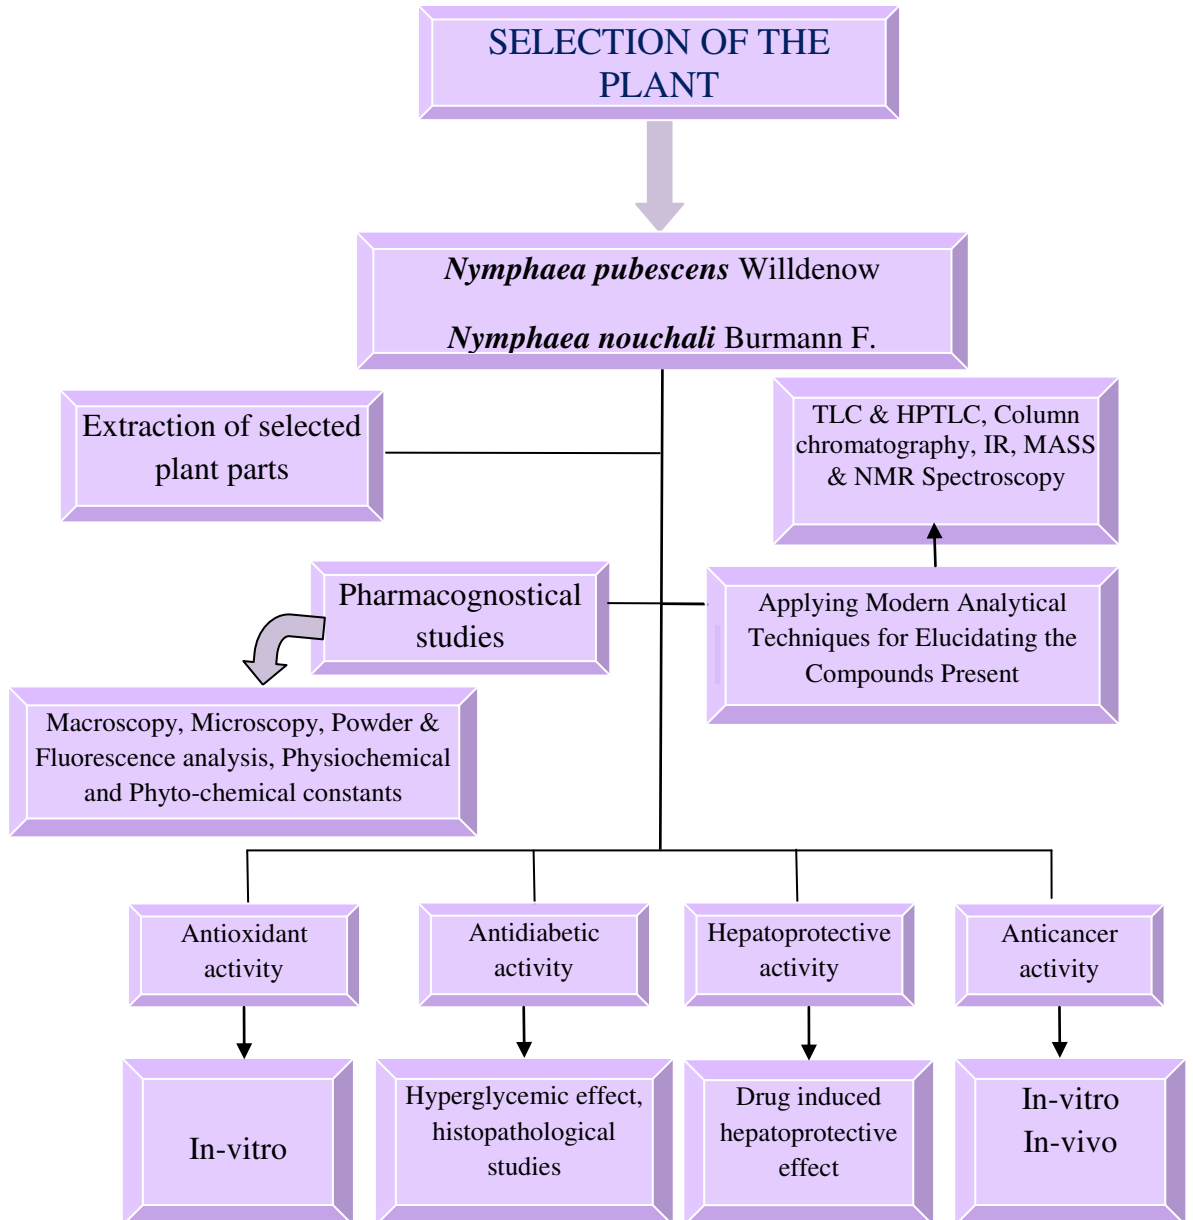 SELECTION OF THE
PLANT
Nymphaea pubescens Willdenow
Nymphaea nouchali Burmann F.
Extraction of selected
plant parts
TLC & HPTLC, Column
chromatography, IR, MASS
& NMR Spectroscopy
Pharmacognostical
studies
Applying Modern Analytical
Techniques for Elucidating the
Compounds Present
Macroscopy, Microscopy, Powder &
Fluorescence analysis, Physiochemical
and Phyto-chemical constants
Antioxidant
activity
Antidiabetic
activity
Hepatoprotective
activity
Anticancer
activity
In-vitro
Hyperglycemic effect,
histopathological
studies
Drug induced
hepatoprotective
effect
In-vitro
In-vivo